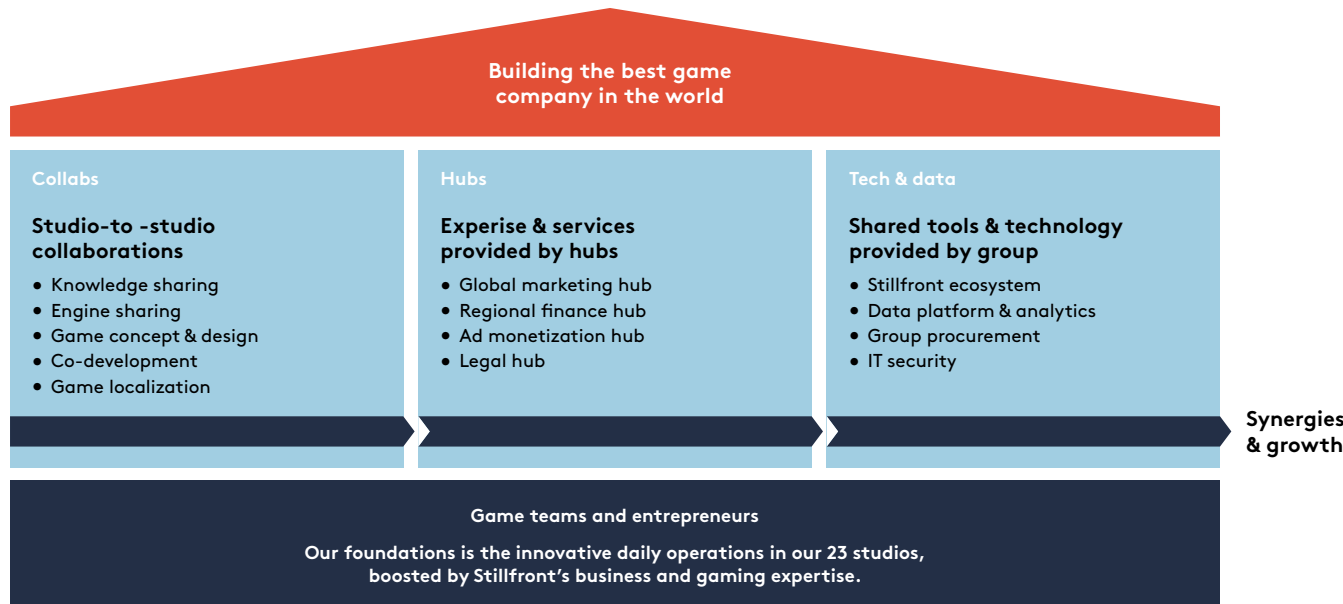 Building the best game
company in the world
Collabs
Studio-to -studio
collaborations
• Knowledge sharing
• Engine sharing
• Game concept & design
• Co-development
• Game localization
Hubs
Experise & services
provided by hubs
• Global marketing hub
• Regional finance hub
• Ad monetization hub
• Legal hub
Tech & data
Shared tools & technology
provided by group
• Stillfront ecosystem
• Data platform & analytics
• Group procurement
• IT security
Synergies
& growth
Game teams and entrepreneurs
Our foundations is the innovative daily operations in our 23 studios,
boosted by Stillfront’s business and gaming expertise.